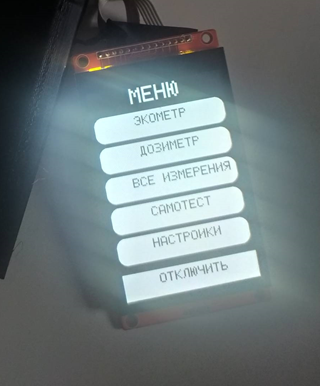 МЕНЮ
ЭКОМЕТР
ДОЗИМЕТР
ВСЕ ИЗМЕРЕНИЯ
САМОТЕСТ
НАСТРОЙКИ
ОТКЛЮЧИТЬ